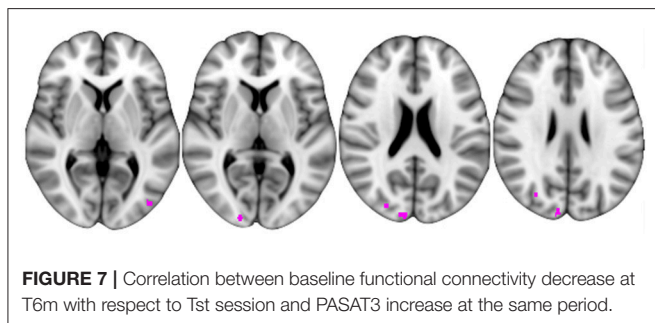 FIGURE 7 | Correlation between baseline functional connectivity decrease at
T6m with respect to Tst session and PASAT3 increase at the same period.